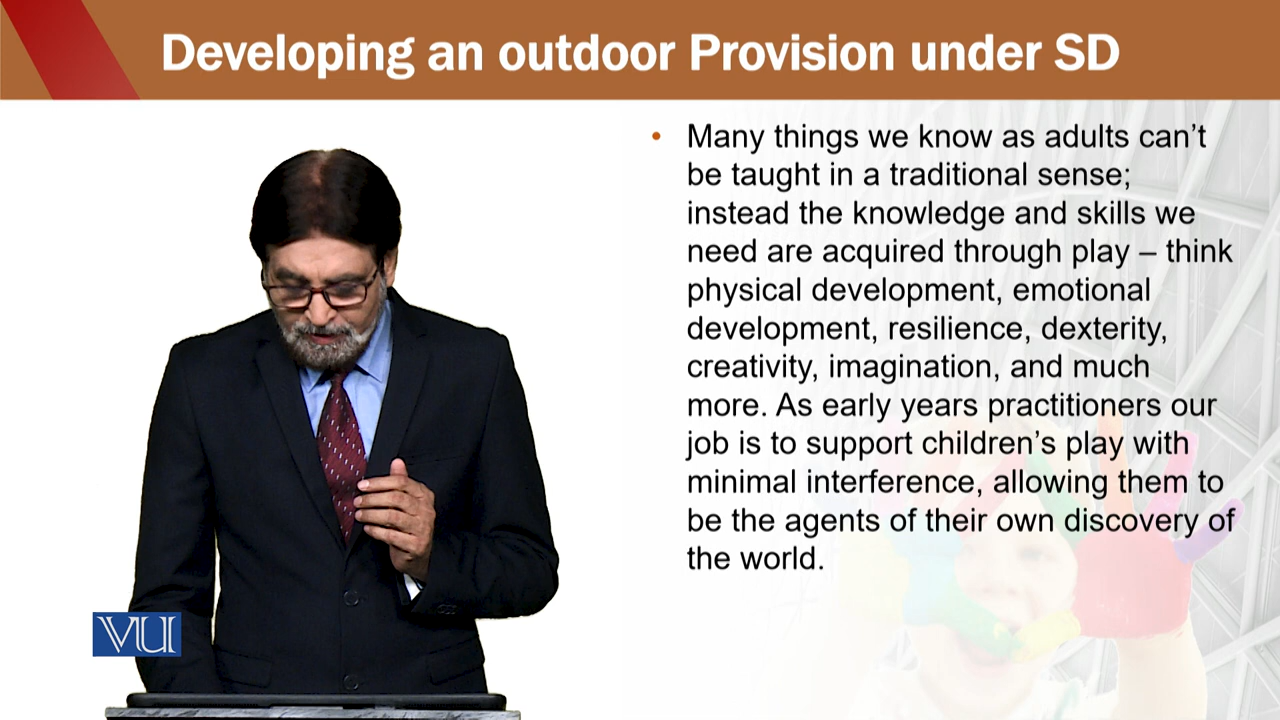 Developing an outdoor Provision under SD
• Many things we know as adults can’t
be taught in a traditional sense;
instead the knowledge and skills we
need are acquired through play – think
physical development, emotional
development, resilience, dexterity,
creativity, imagination, and much
more. As early years practitioners our
job is to support children’s play with
minimal interference, allowing them to
be the agents of their own discovery of
the world.
VU